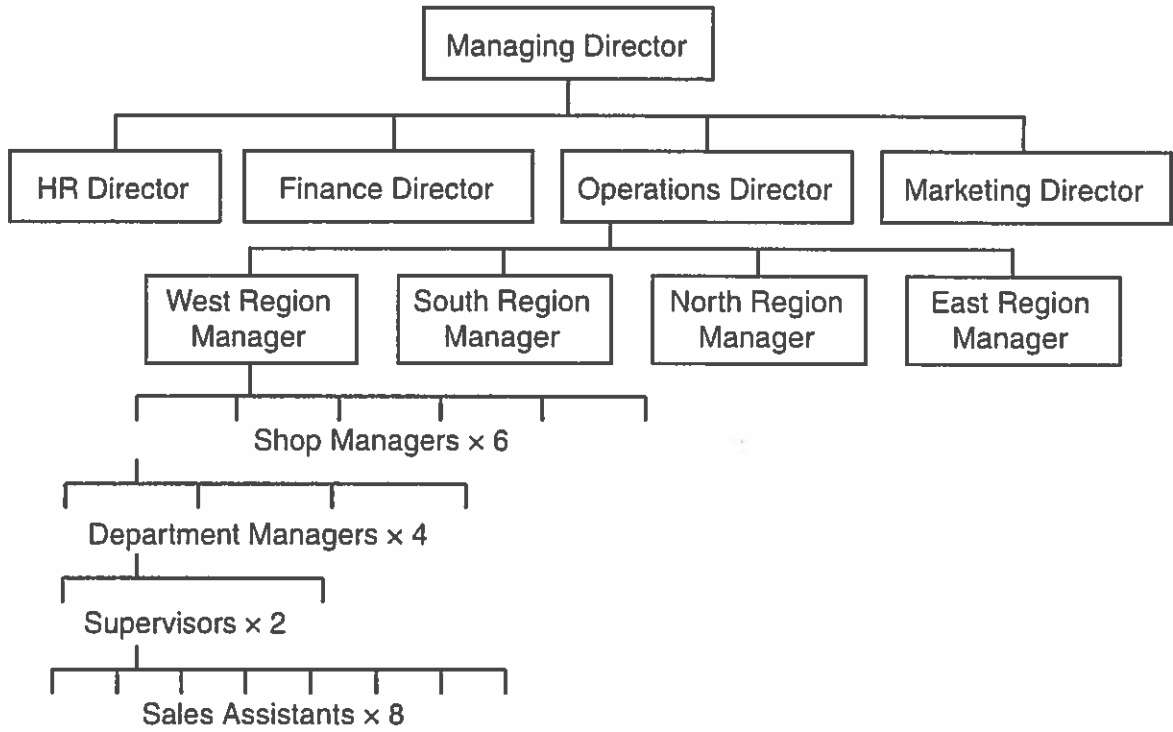 Managing Director
HR Director
Finance Director
Operations Director
Marketing Director
West Region
Manager
South Region
Manager
North Region
Manager
East Region
Manager
Shop Managers × 6
Department Managers × 4
Supervisors × 2
Sales Assistants × 8